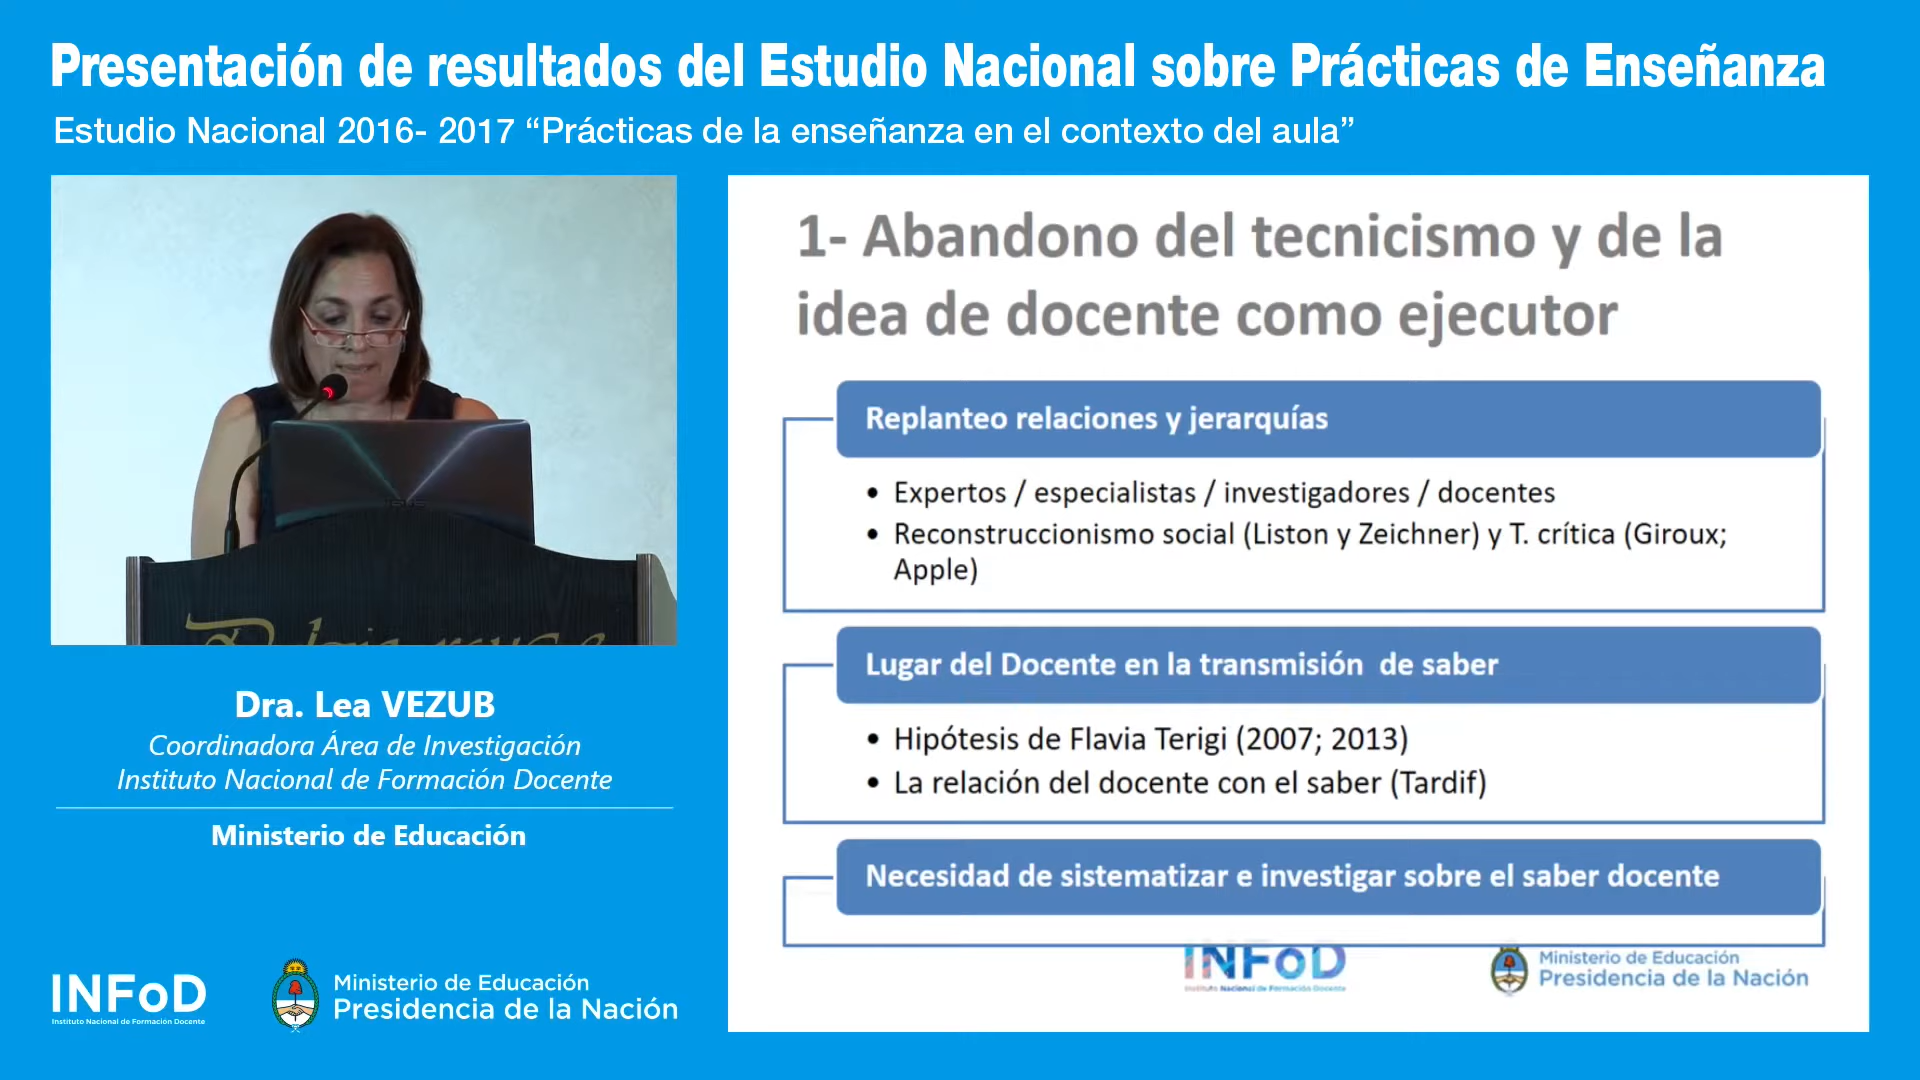 Presentación de resultados del Estudio Nacional sobre Prácticas de Enseñanza
Estudio Nacional 2016- 2017 “Prácticas de la enseñanza en el contexto del aula”
Dra. Lea VEZUB
Coordinadora Área de Investigación
Instituto Nacional de Formación Docente
Ministerio de Educación
INFoD
Instituto Nacional de Formación Docente
Ministerio de Educación
Presidencia de la Nación
1- Abandono del tecnicismo y de la
idea de docente como ejecutor
Replanteo relaciones y jerarquías
• Expertos / especialistas / investigadores / docentes
• Reconstruccionismo social (Liston y Zeichner) y T. crítica (Giroux;
Apple)
Lugar del Docente en la transmisión de saber
• Hipótesis de Flavia Terigi (2007; 2013)
• La relación del docente con el saber (Tardif)
Necesidad de sistematizar e investigar sobre el saber docente
INFoD
Instituto Nacional de Formación Docente
Ministerio de Educación
Presidencia de la Nación